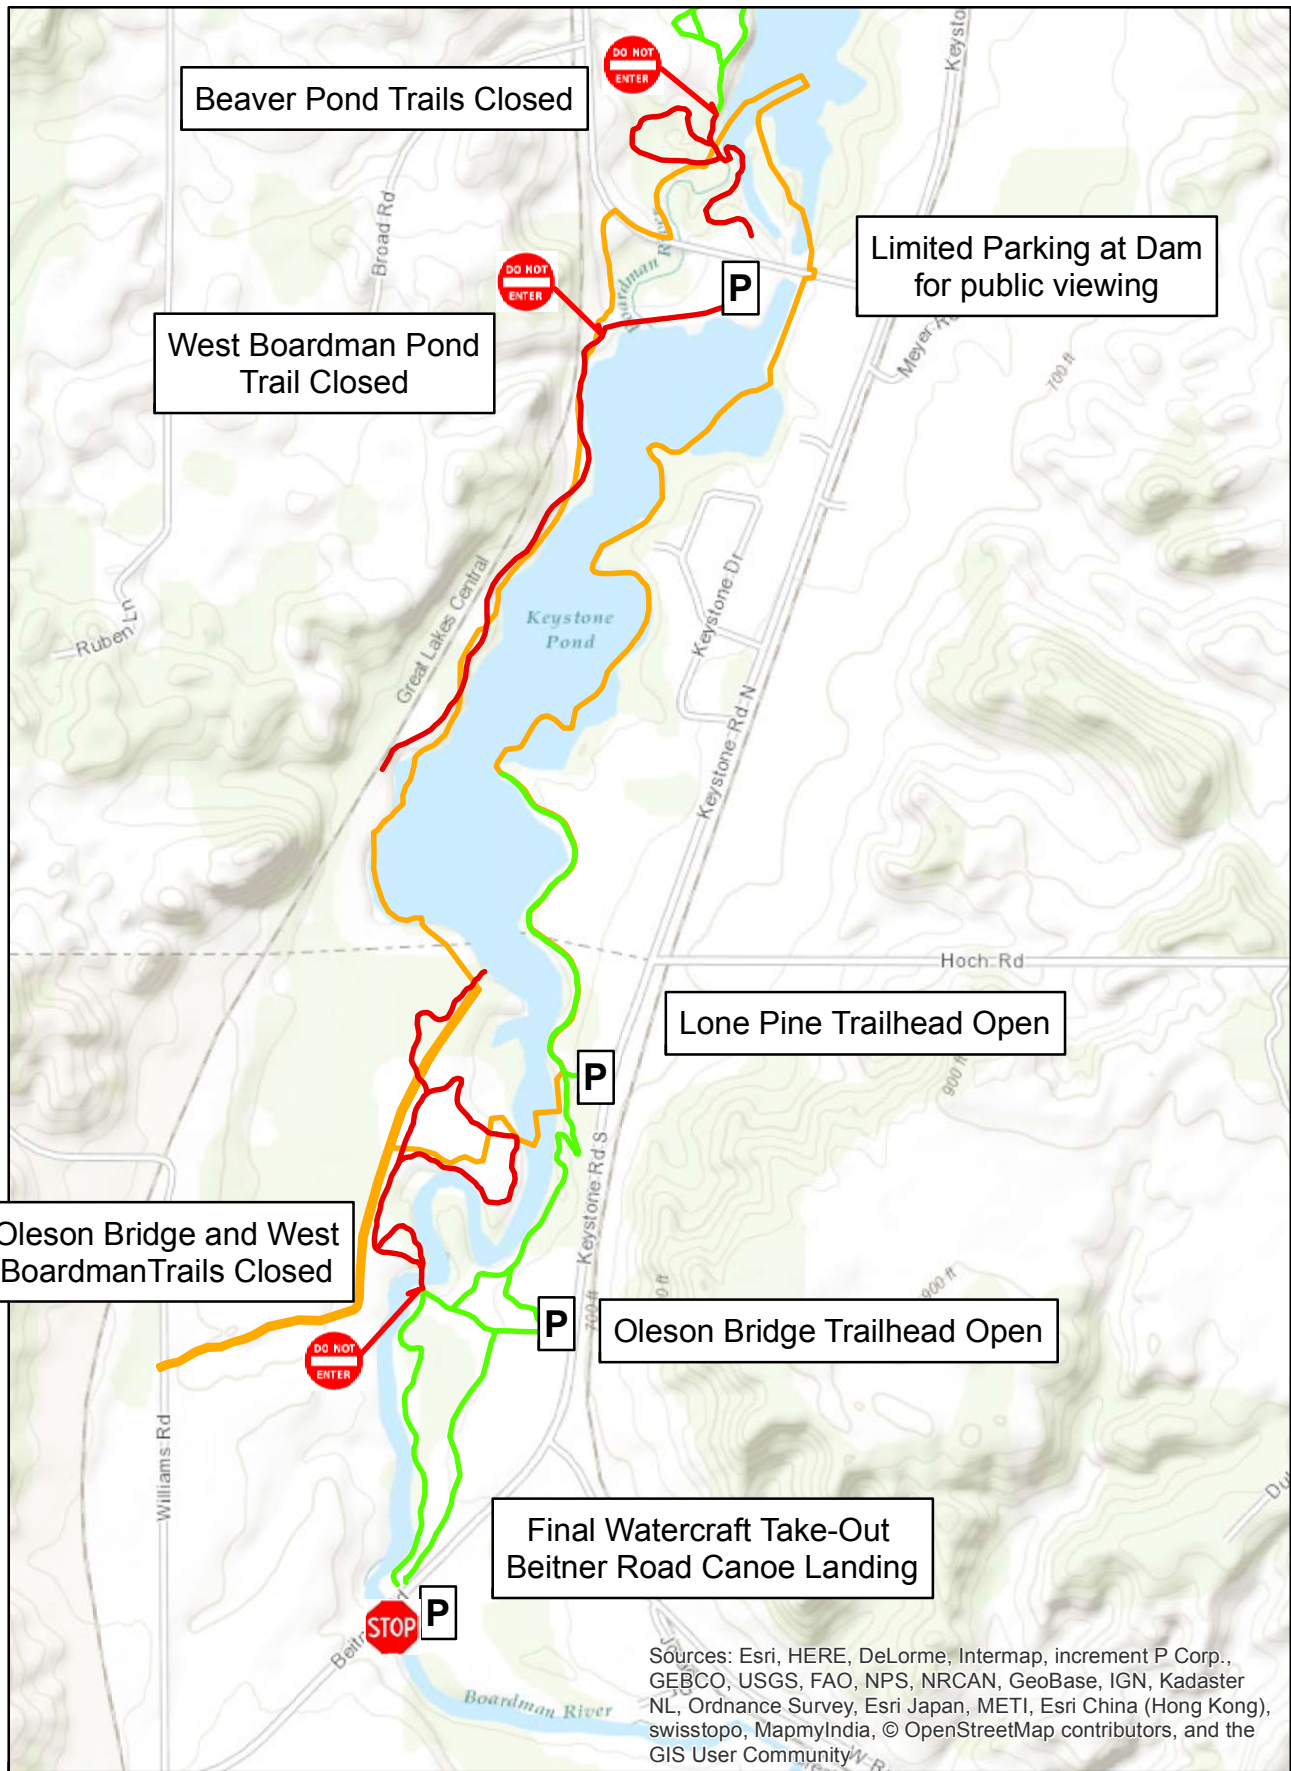 Keysto
DO NOT
ENTER
Beaver Pond Trails Closed
Broad Rd
Limited Parking at Dam
for public viewing
DO NOT
ENTER
P
West Boardman Pond
Trail Closed
700 ft
Great Lakes Central
Keystone Dr
Ruben Ln
Keystone
Pond
Keystone Rd N
Hoch Rd
Lone Pine Trailhead Open
900 ft
P
Keystone Rd S
Oleson Bridge and West
BoardmanTrails Closed
900 ft
700 ft
P
Oleson Bridge Trailhead Open
DO NOT
ENTER
Williams Rd
Final Watercraft Take-Out
Beitner Road Canoe Landing
STOP
P
Boardman River
Sources: Esri, HERE, DeLorme, Intermap, increment P Corp.,
GEBCO, USGS, FAO, NPS, NRCAN, GeoBase, IGN, Kadaster
NL, Ordnance Survey, Esri Japan, METI, Esri China (Hong Kong),
swisstopo, MapmyIndia, © OpenStreetMap contributors, and the
GIS User Community